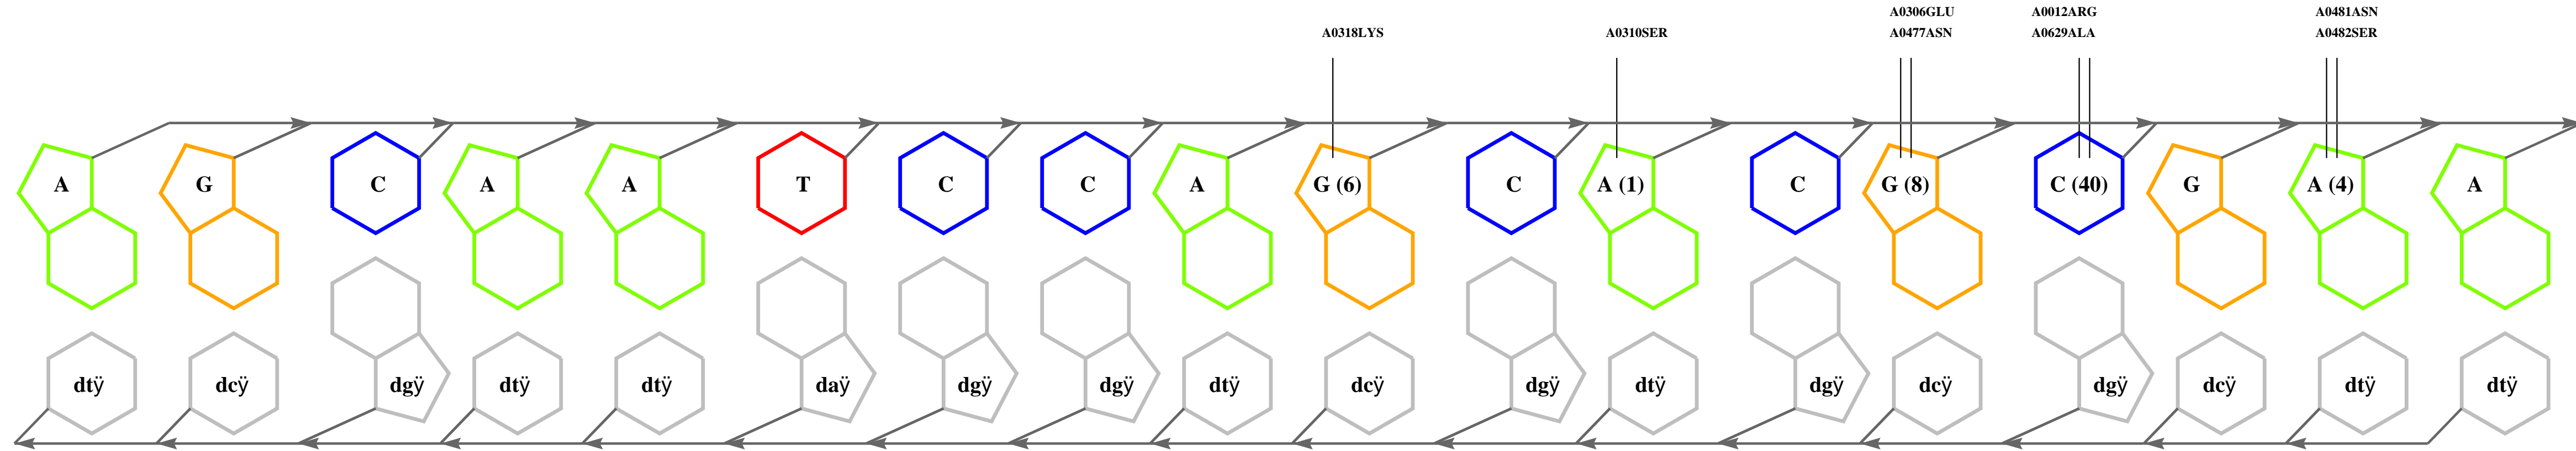 A0306GLU A0012ARG A0481ASN
A0318LYS A0310SER A0477ASN A0629ALA A0482SER
A G C A A T C C A G (6) C A (1) C G (8) C (40) G A (4) A
dtÿ dcÿ dgÿ dtÿ dtÿ daÿ dgÿ dgÿ dtÿ dcÿ dgÿ dtÿ dgÿ dcÿ dgÿ dcÿ dtÿ dtÿ